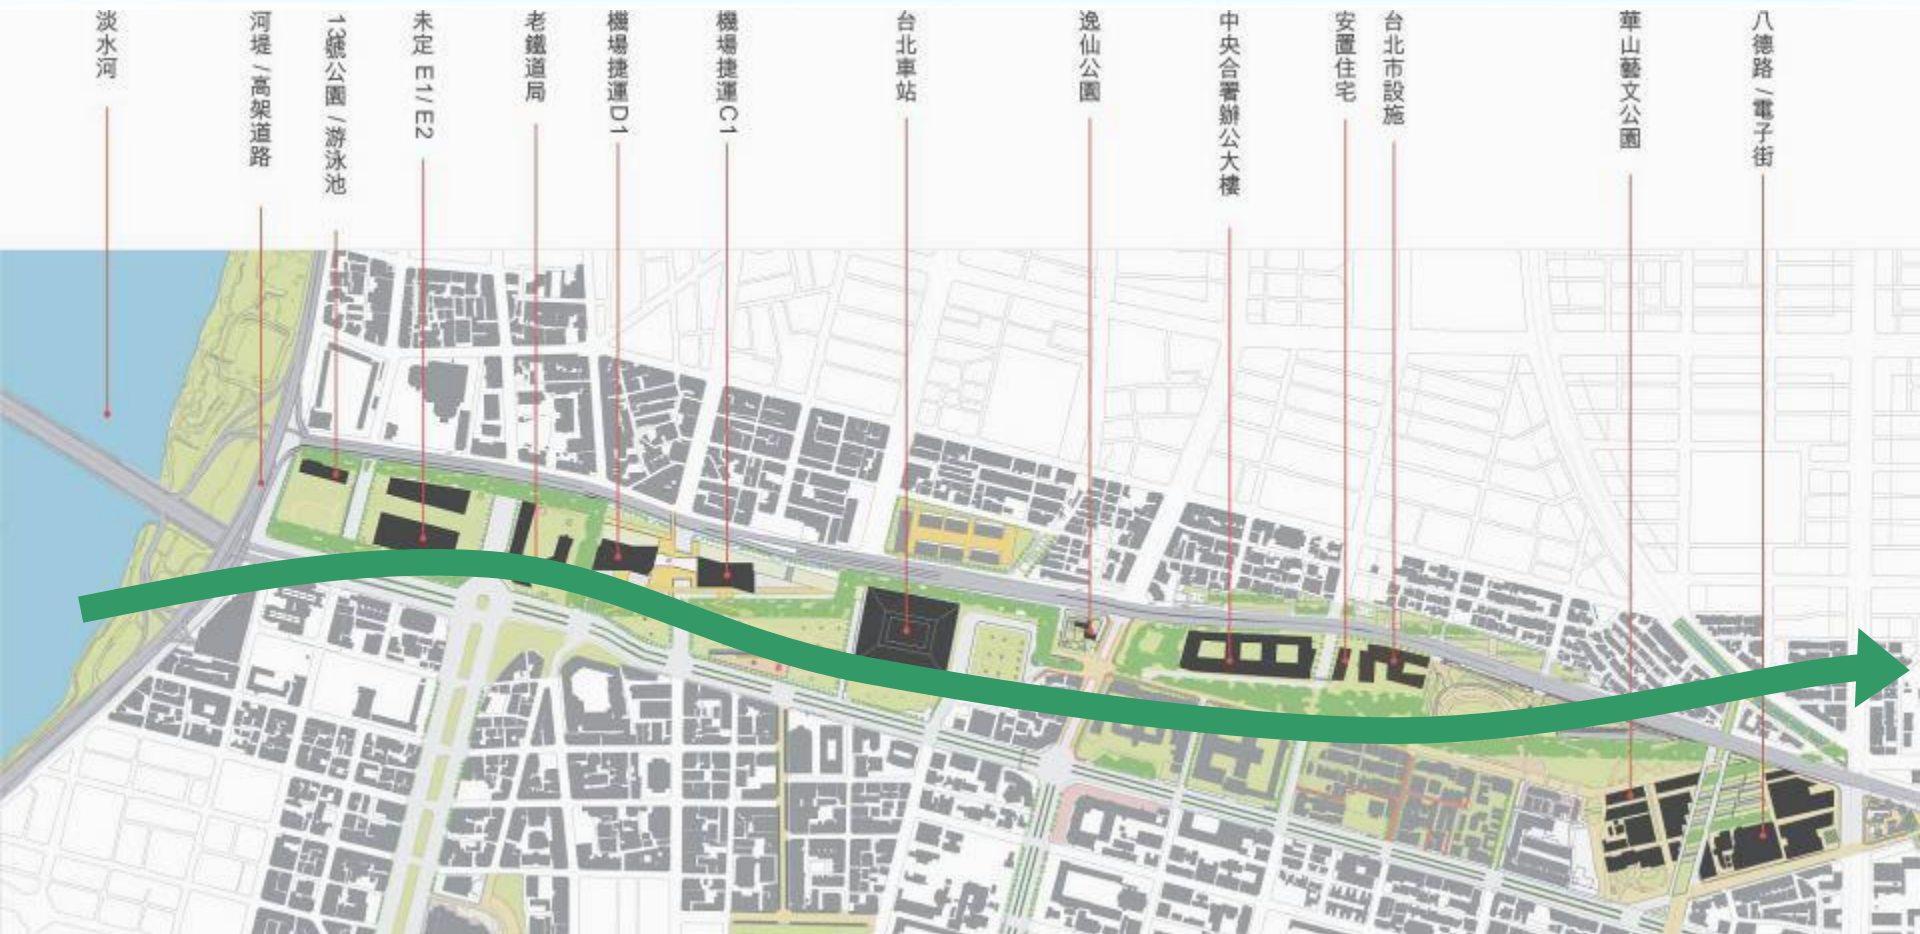 淡水河
河堤/高架道路
13號公園/游泳池
未定 E1/E2
老鐵道局
機場捷運D1
機場捷運C1
台北車站
逸仙公園
中央合署辦公大樓
安置住宅
台北市設施
華山藝文公園
八德路/電子街